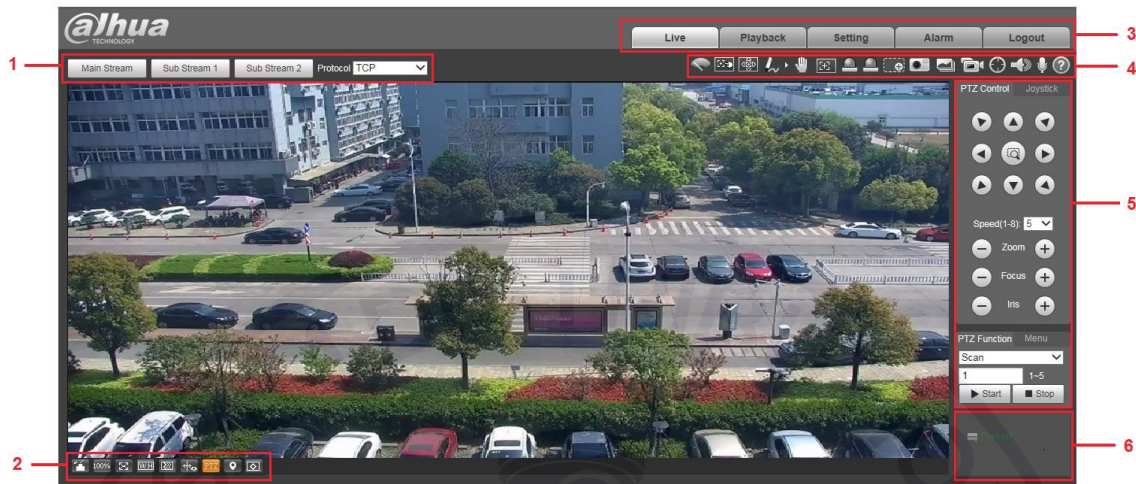 alhua
TECHNOLOGY
Live Playback Setting Alarm Logout
3
1
Main Stream Sub Stream 1 Sub Stream 2 Protocol TCP
4
PTZ Control Joystick
5
Speed(1-8): 5
Zoom
Focus
Iris
PTZ Function Menu
Scan
1 1~5
Start Stop
6
2
100% W:H PTZ